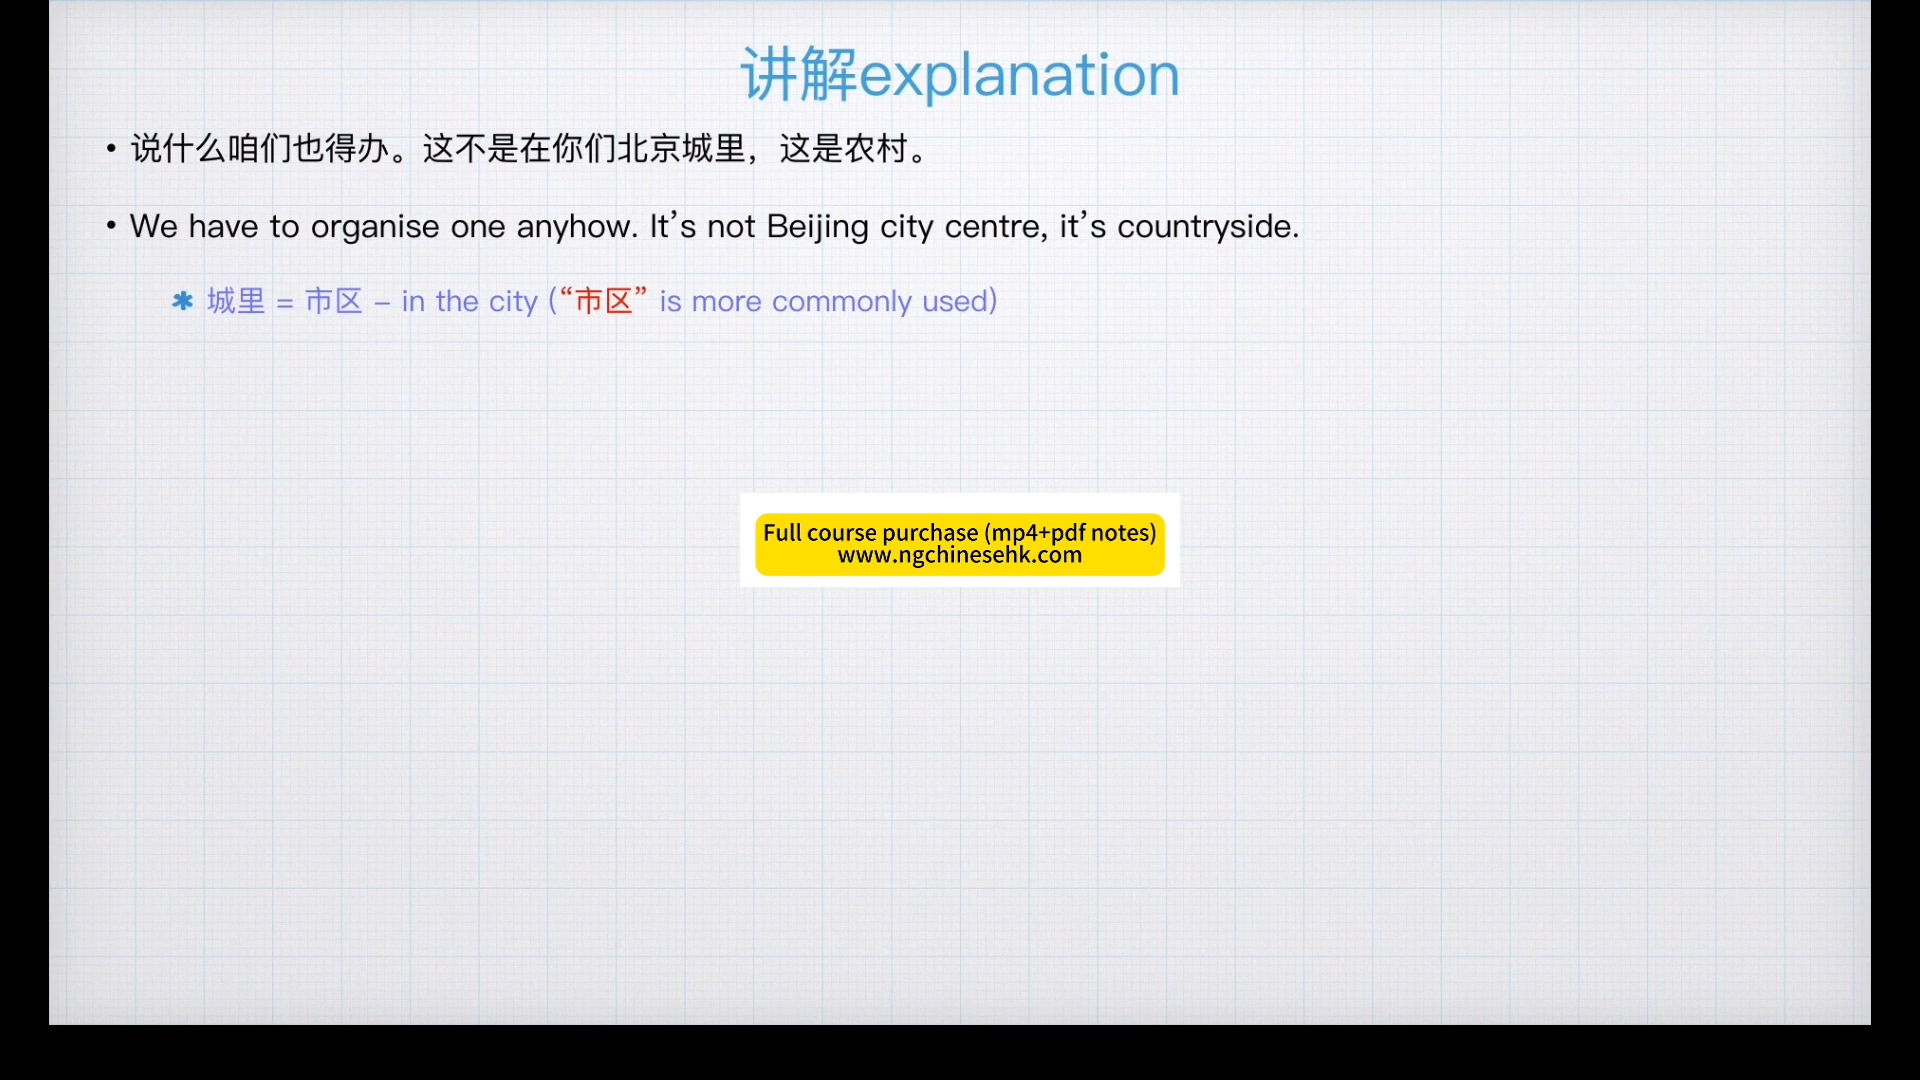 讲解explanation
• 说什么咱们也得办。这不是在你们北京城里，这是农村。
• We have to organise one anyhow. It’s not Beijing city centre, it’s countryside.
✱ 城里 = 市区 – in the city (“市区” is more commonly used)
Full course purchase (mp4+pdf notes)
www.ngchinesehk.com